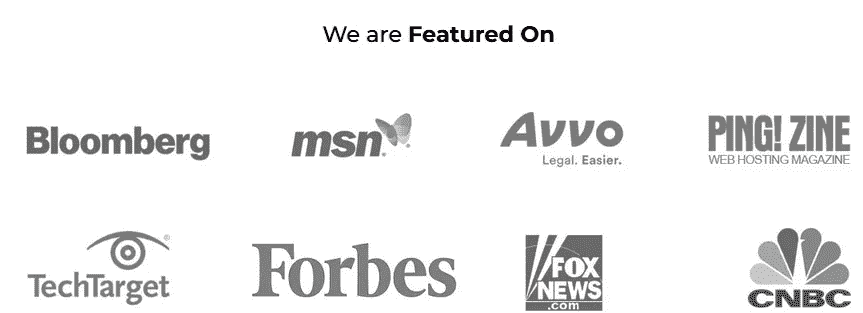 We are Featured On
Bloomberg
msn
Avvo
Legal. Easier.
PING! ZINE
WEB HOSTING MAGAZINE
TechTarget
Forbes
FOX
NEWS
.com
CNBC